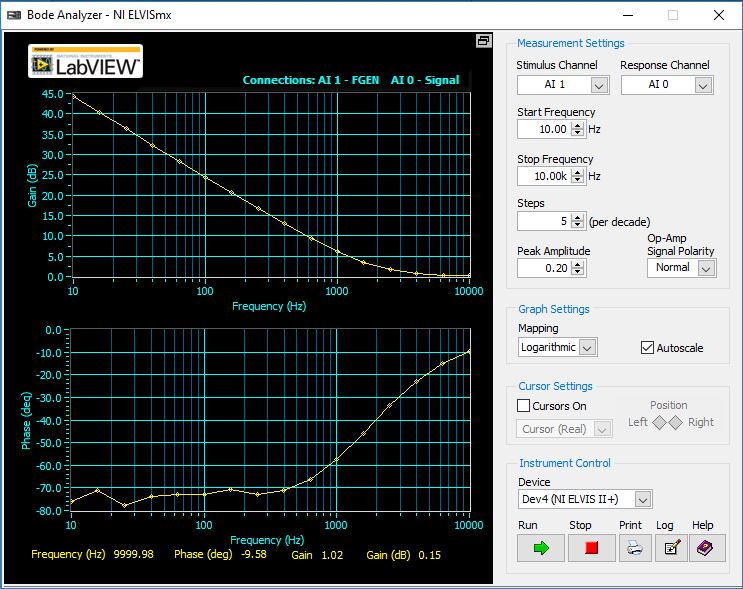 Bode Analyzer - NI ELVISmx
POWERED BY
NATIONAL INSTRUMENTS
LabVIEW™
Connections: AI 1 - FGEN AI 0 - Signal
45.0
40.0
35.0
30.0
25.0
20.0
15.0
10.0
5.0
0.0
Gain (dB)
10 100 1000 10000
Frequency (Hz)
0.0
-10.0
-20.0
-30.0
-40.0
-50.0
-60.0
-70.0
-80.0
Phase (deg)
10 100 1000 10000
Frequency (Hz)
Frequency (Hz) 9999.98 Phase (deg) -9.58 Gain 1.02 Gain (dB) 0.15
Measurement Settings
Stimulus Channel Response Channel
AI 1 AI 0
Start Frequency
10.00 Hz
Stop Frequency
10.00k Hz
Steps
5 (per decade)
Peak Amplitude
0.20
Op-Amp
Signal Polarity
Normal
Graph Settings
Mapping
Logarithmic
Autoscale
Cursor Settings
Cursors On
Cursor (Real)
Position
Left Right
Instrument Control
Device
Dev4 (NI ELVIS II+)
Run Stop Print Log Help